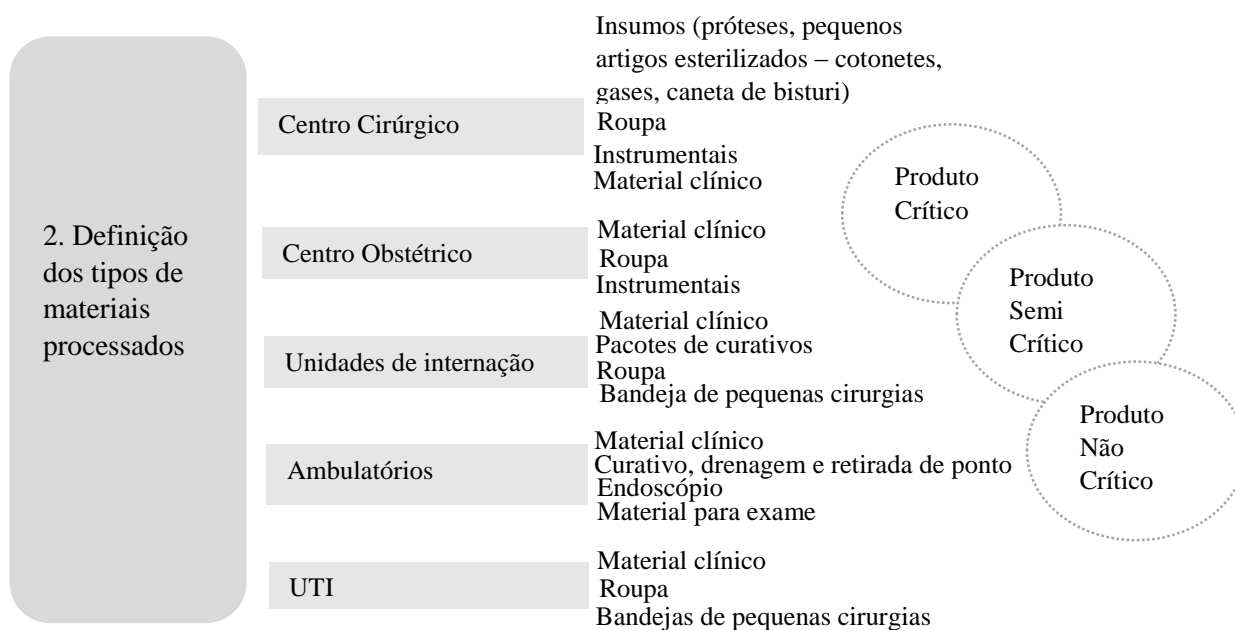 2. Definição
dos tipos de
materiais
processados
Centro Cirúrgico
Insumos (próteses, pequenos
artigos esterilizados – cotonetes,
gases, caneta de bisturi)
Roupa
Instrumentais
Material clínico
Centro Obstétrico
Material clínico
Roupa
Instrumentais
Unidades de internação
Material clínico
Pacotes de curativos
Roupa
Bandeja de pequenas cirurgias
Ambulatórios
Material clínico
Curativo, drenagem e retirada de ponto
Endoscópio
Material para exame
UTI
Material clínico
Roupa
Bandejas de pequenas cirurgias
Produto
Crítico
Produto
Semi
Crítico
Produto
Não
Crítico